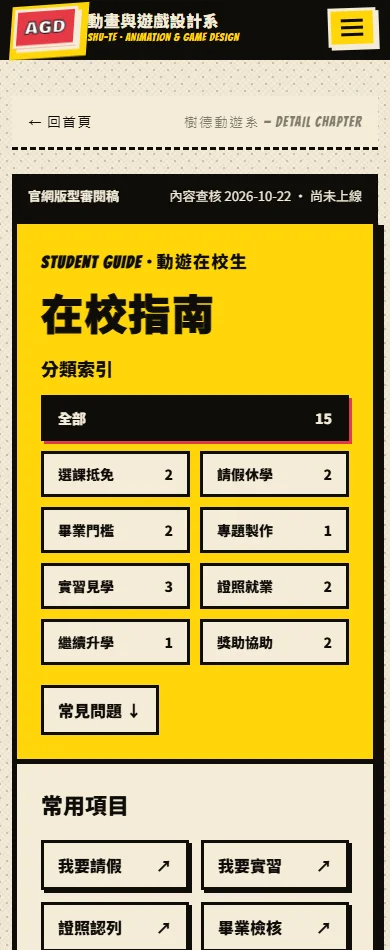 AGD
動畫與遊戲設計系
SHU-TE · ANIMATION & GAME DESIGN
← 回首頁
樹德動遊系 — DETAIL CHAPTER
官網版型審閱稿
內容查核 2026-10-22 · 尚未上線
STUDENT GUIDE · 動遊在校生
在校指南
分類索引
全部 15
選課抵免 2
請假休學 2
畢業門檻 2
專題製作 1
實習見學 3
證照就業 2
繼續升學 1
獎助協助 2
常見問題 ↓
常用項目
我要請假 ↗
我要實習 ↗
證照認列 ↗
畢業檢核 ↗